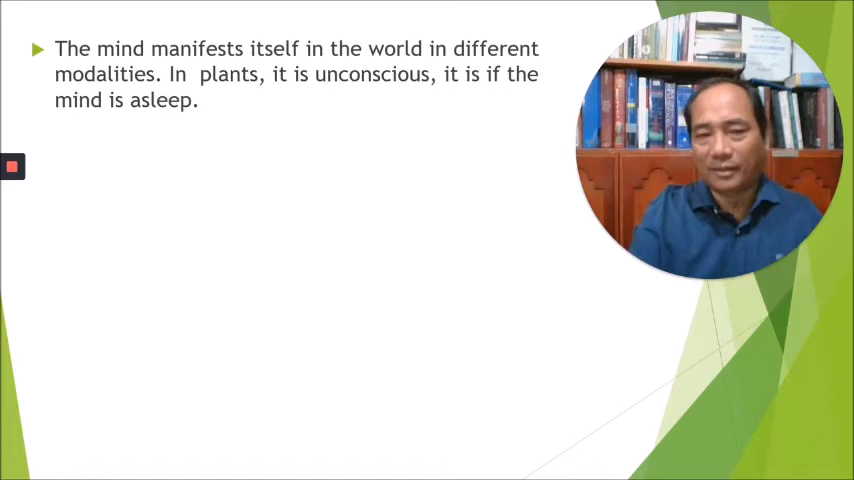 The mind manifests itself in the world in different
modalities. In plants, it is unconscious, it is if the
mind is asleep.